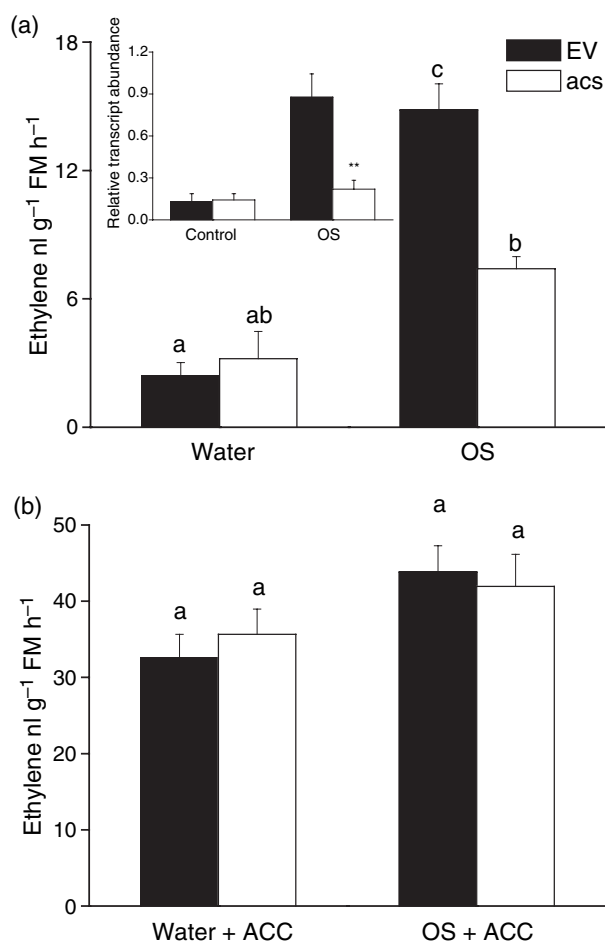 (a)
Ethylene nl g⁻¹ FM h⁻¹
18
12
6
0
Relative transcript abundance
1.2
0.9
0.6
0.3
0.0
**
Control
OS
EV
acs
a
ab
c
b
Water
OS
(b)
Ethylene nl g⁻¹ FM h⁻¹
50
40
30
20
10
0
a
a
a
a
Water + ACC
OS + ACC